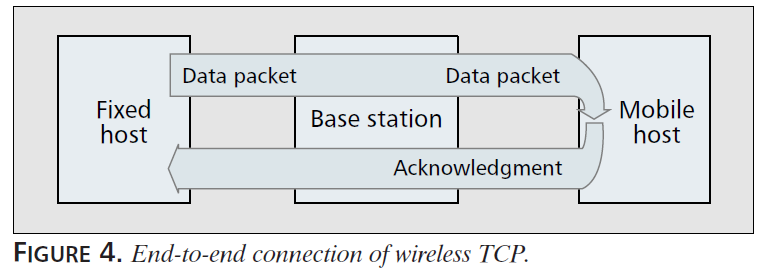 Data packet Data packet
Fixed
host
Base station
Mobile
host
Acknowledgment
FIGURE 4. End-to-end connection of wireless TCP.